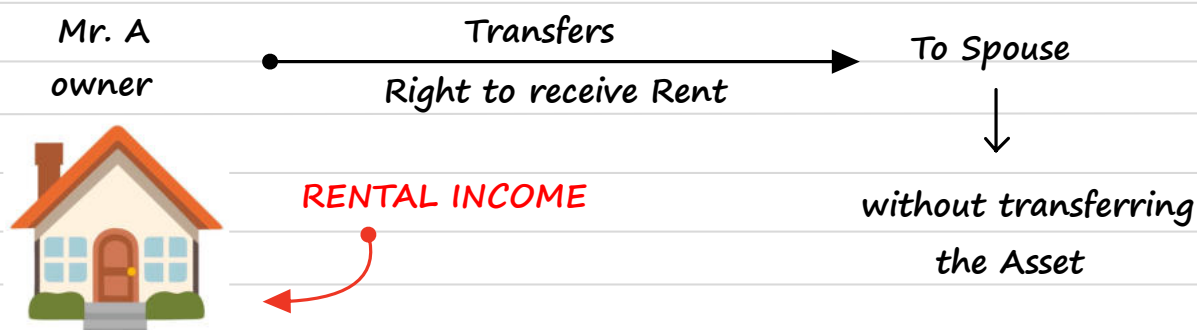 Mr. A
owner
Transfers
Right to receive Rent
To Spouse
RENTAL INCOME
without transferring
the Asset